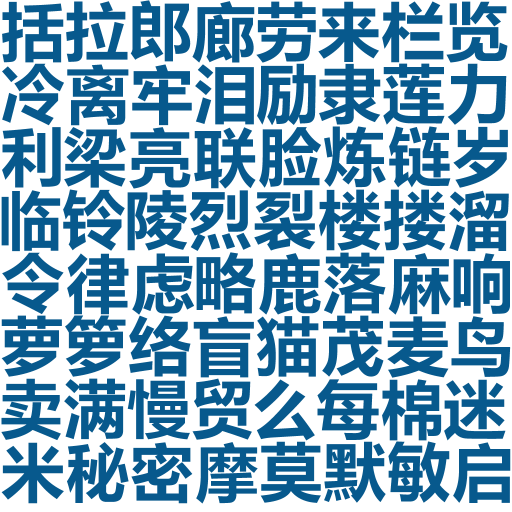 括拉郎廊劳来栏览
冷离牢泪励隶莲力
利梁亮联脸炼链岁
临铃陵烈裂楼搂溜
令律虑略鹿落麻响
萝箩络盲猫茂麦鸟
卖满慢贸么每棉迷
米秘密摩莫默敏启